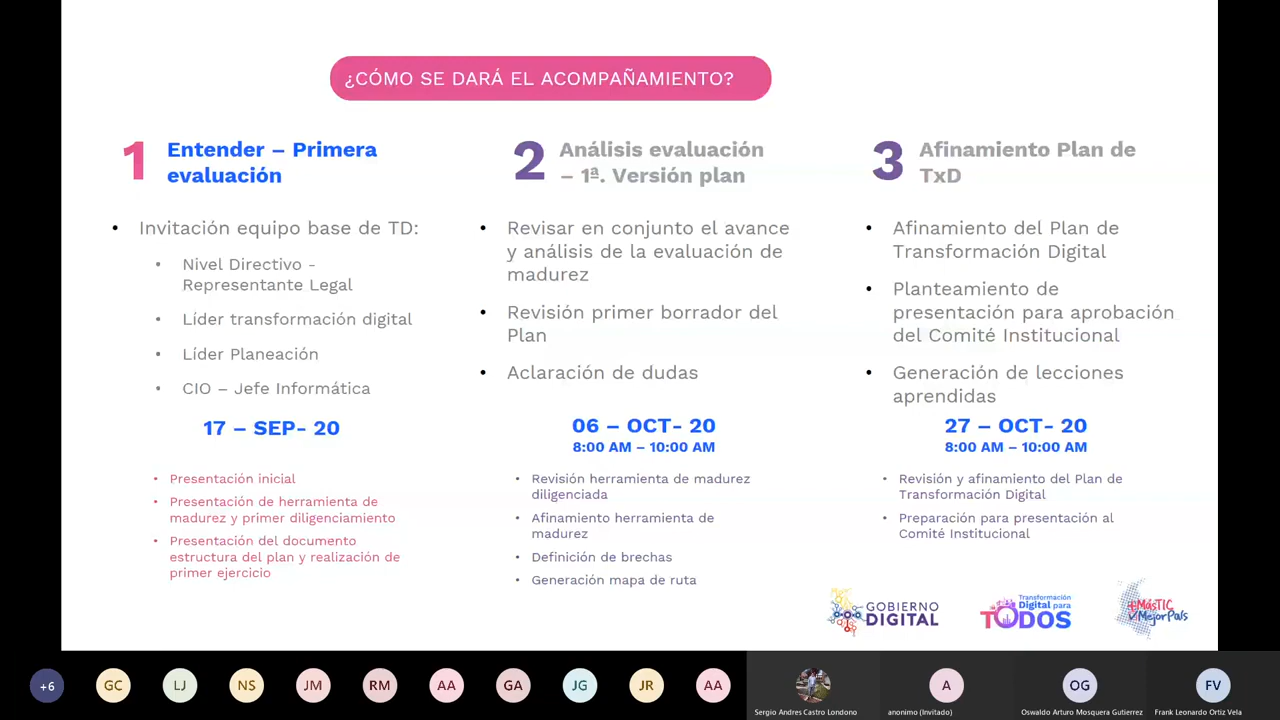 ¿CÓMO SE DARÁ EL ACOMPAÑAMIENTO?
1
Entender – Primera
evaluación
• Invitación equipo base de TD:
• Nivel Directivo -
Representante Legal
• Líder transformación digital
• Líder Planeación
• CIO – Jefe Informática
17 – SEP- 20
• Presentación inicial
• Presentación de herramienta de
madurez y primer diligenciamiento
• Presentación del documento
estructura del plan y realización de
primer ejercicio
2
Análisis evaluación
– 1ª. Versión plan
• Revisar en conjunto el avance
y análisis de la evaluación de
madurez
• Revisión primer borrador del
Plan
• Aclaración de dudas
06 – OCT- 20
8:00 AM – 10:00 AM
• Revisión herramienta de madurez
diligenciada
• Afinamiento herramienta de
madurez
• Definición de brechas
• Generación mapa de ruta
3
Afinamiento Plan de
TxD
• Afinamiento del Plan de
Transformación Digital
• Planteamiento de
presentación para aprobación
del Comité Institucional
• Generación de lecciones
aprendidas
27 – OCT- 20
8:00 AM – 10:00 AM
• Revisión y afinamiento del Plan de
Transformación Digital
• Preparación para presentación al
Comité Institucional
GOBIERNO
DIGITAL
Transformación
Digital para
TODOS
+MásTIC
MejorPaís
+6
GC
LJ
NS
JM
RM
AA
GA
JG
JR
AA
Sergio Andres Castro Londono
A
anonimo (Invitado)
OG
Oswaldo Arturo Mosquera Gutierrez
FV
Frank Leonardo Ortiz Vela